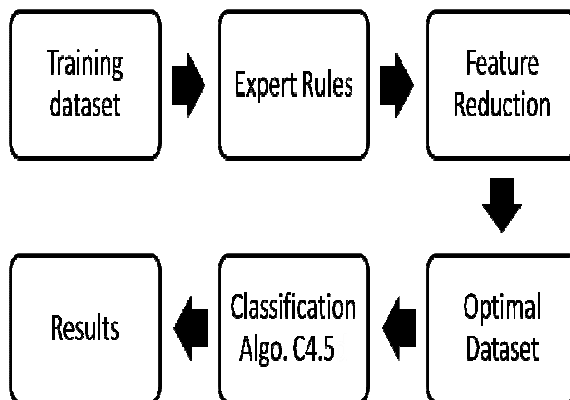 Training
dataset
Expert Rules
Feature
Reduction
Optimal
Dataset
Classification
Algo. C4.5
Results